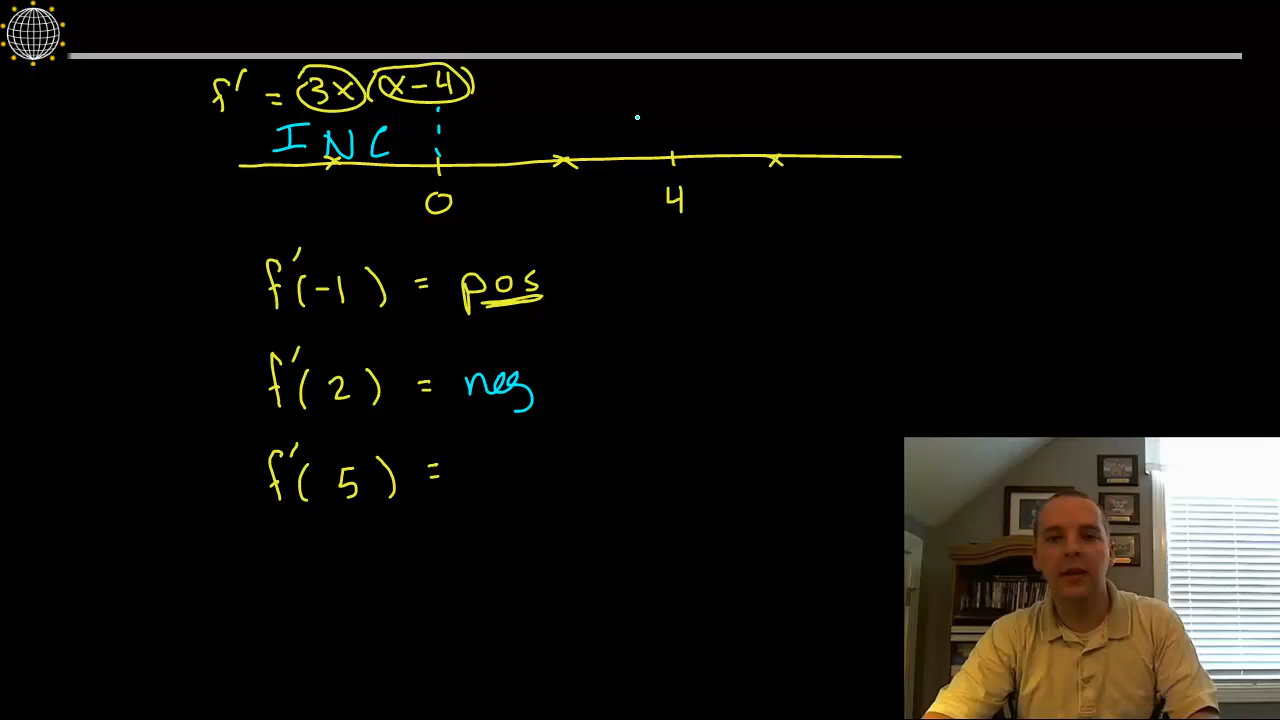 f' = 3x(x-4)
INC
0 4
f'(-1) = pos
f'(2) = neg
f'(5) =